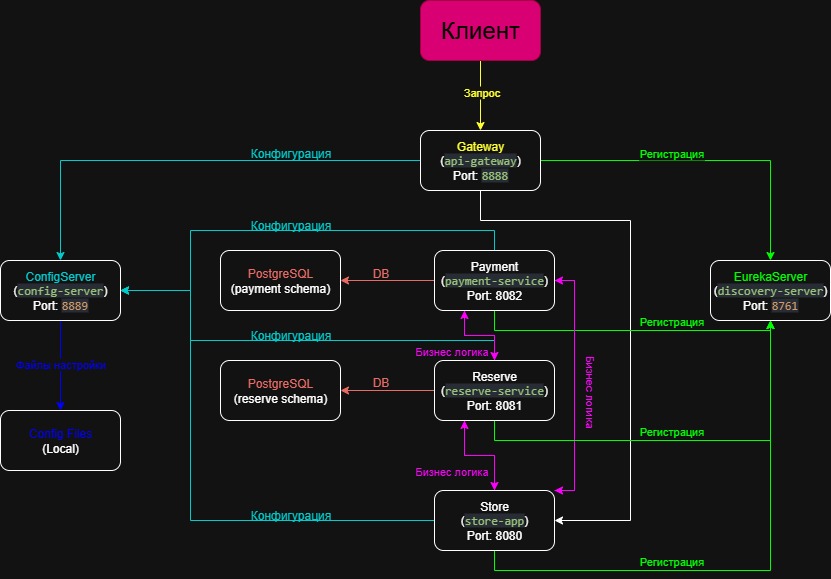 Клиент
Запрос
Gateway
(api-gateway)
Port: 8888
Конфигурация
Регистрация
Конфигурация
ConfigServer
(config-server)
Port: 8889
PostgreSQL
(payment schema)
DB
Payment
(payment-service)
Port: 8082
EurekaServer
(discovery-server)
Port: 8761
Регистрация
Конфигурация
Бизнес логика
Файлы настройки
Бизнес логика
PostgreSQL
(reserve schema)
DB
Reserve
(reserve-service)
Port: 8081
Config Files
(Local)
Регистрация
Бизнес логика
Конфигурация
Store
(store-app)
Port: 8080
Регистрация